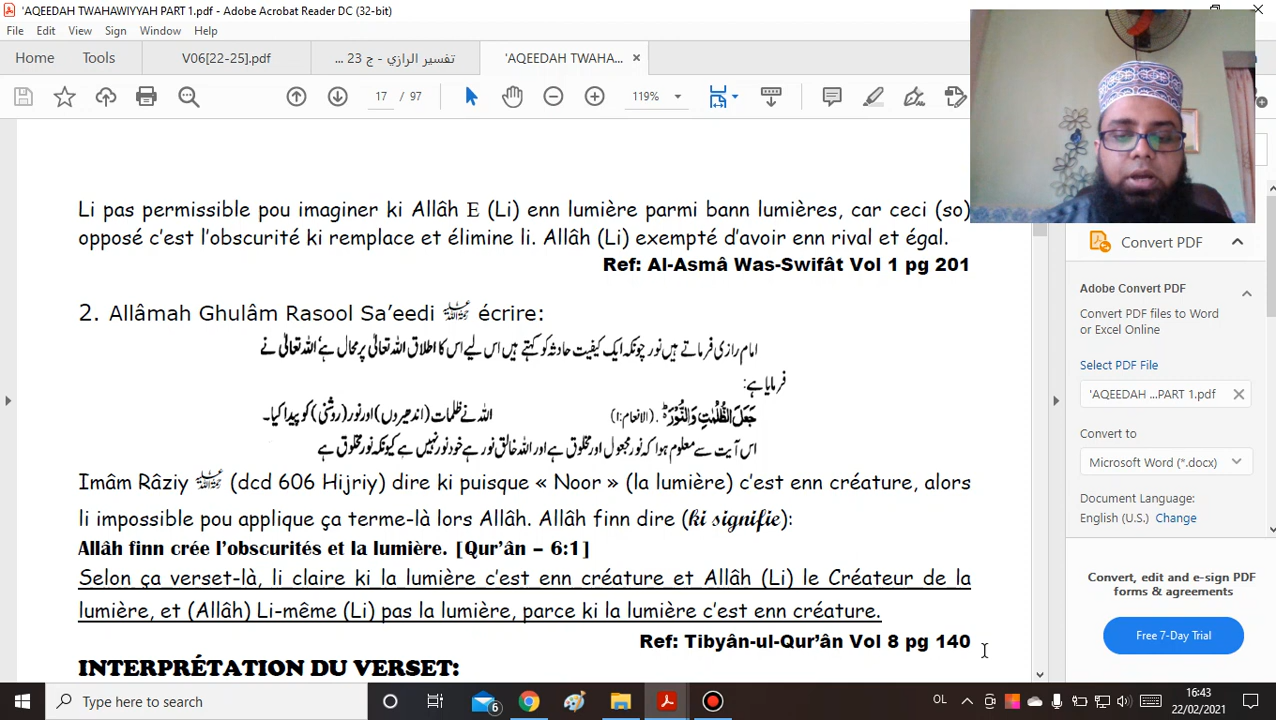 'AQEEDAH TWAHAWIYYAH PART 1.pdf - Adobe Acrobat Reader DC (32-bit)
File Edit View Sign Window Help
Home Tools V06[22-25].pdf تفسير الرازي - ج 23 ... 'AQEEDAH TWAHA...
17 / 97 119%
Li pas permissible pou imaginer ki Allâh E (Li) enn lumière parmi bann lumières, car ceci (so)
opposé c'est l'obscurité ki remplace et élimine li. Allâh (Li) exempté d'avoir enn rival et égal.
Ref: Al-Asmâ Was-Swifât Vol 1 pg 201
2. Allâmah Ghulâm Rasool Sa'eedi écrire:
امام رازی فرماتے ہیں نور چونکہ ایک کیفیت حادثہ کو کہتے ہیں اس لیے اس کا اطلاق اللہ تعالیٰ پر محال ہے' اللہ تعالیٰ نے
فرمایا ہے:
جَعَلَ الظُّلُمٰتِ وَالنُّوْرَ ط. (الانعام:۱) اللہ نے ظلمات (اندھیروں) اور نور (روشنی) کو پیدا کیا۔
اس آیت سے معلوم ہوا کہ نور مجعول اور مخلوق ہے اور اللہ خالق نور ہے خود نور نہیں ہے کیونکہ نور مخلوق ہے
Imâm Râziy (dcd 606 Hijriy) dire ki puisque « Noor » (la lumière) c'est enn créature, alors
li impossible pou applique ça terme-là lors Allâh. Allâh finn dire (ki signifie):
Allâh finn crée l'obscurités et la lumière. [Qur'ân – 6:1]
Selon ça verset-là, li claire ki la lumière c'est enn créature et Allâh (Li) le Créateur de la
lumière, et (Allâh) Li-même (Li) pas la lumière, parce ki la lumière c'est enn créature.
Ref: Tibyân-ul-Qur'ân Vol 8 pg 140
INTERPRÉTATION DU VERSET:
Convert PDF
Adobe Convert PDF
Convert PDF files to Word
or Excel Online
Select PDF File
'AQEEDAH ...PART 1.pdf
Convert to
Microsoft Word (*.docx)
Document Language:
English (U.S.) Change
Convert, edit and e-sign PDF
forms & agreements
Free 7-Day Trial
Type here to search
6
OL
16:43
22/02/2021